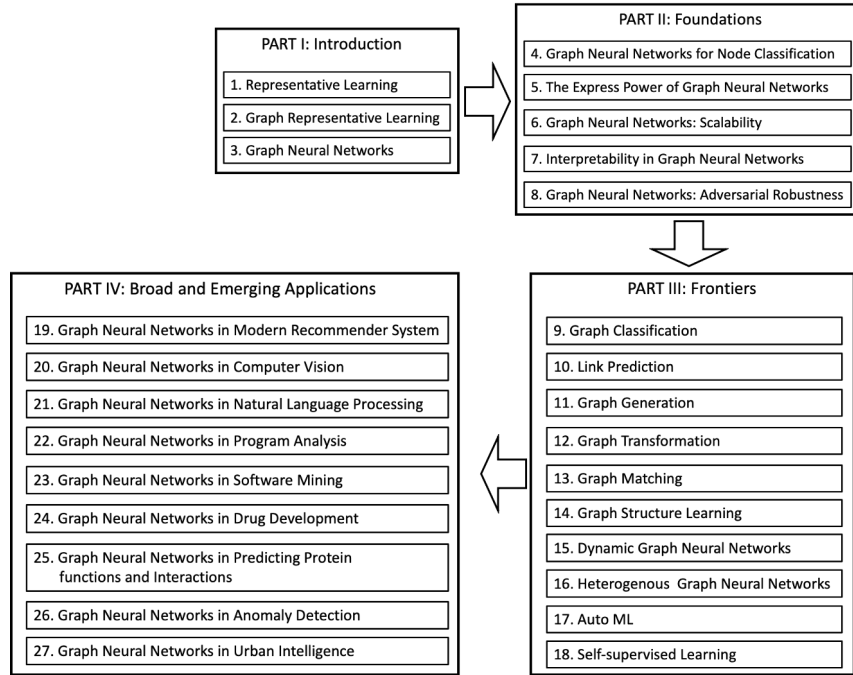 PART I: Introduction
1. Representative Learning
2. Graph Representative Learning
3. Graph Neural Networks
PART II: Foundations
4. Graph Neural Networks for Node Classification
5. The Express Power of Graph Neural Networks
6. Graph Neural Networks: Scalability
7. Interpretability in Graph Neural Networks
8. Graph Neural Networks: Adversarial Robustness
PART III: Frontiers
9. Graph Classification
10. Link Prediction
11. Graph Generation
12. Graph Transformation
13. Graph Matching
14. Graph Structure Learning
15. Dynamic Graph Neural Networks
16. Heterogenous Graph Neural Networks
17. Auto ML
18. Self-supervised Learning
PART IV: Broad and Emerging Applications
19. Graph Neural Networks in Modern Recommender System
20. Graph Neural Networks in Computer Vision
21. Graph Neural Networks in Natural Language Processing
22. Graph Neural Networks in Program Analysis
23. Graph Neural Networks in Software Mining
24. Graph Neural Networks in Drug Development
25. Graph Neural Networks in Predicting Protein
functions and Interactions
26. Graph Neural Networks in Anomaly Detection
27. Graph Neural Networks in Urban Intelligence